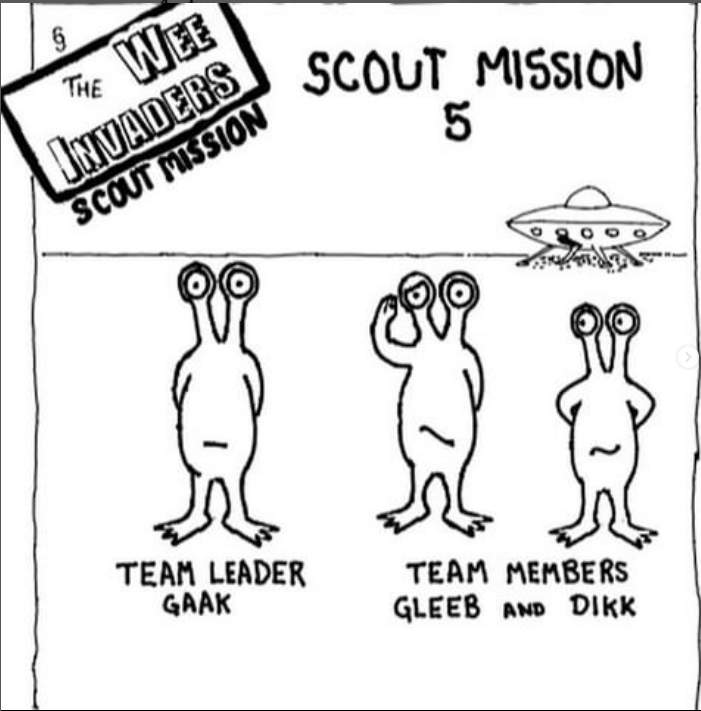 §
THE WEE
INVADERS
SCOUT MISSION
SCOUT MISSION
5
TEAM LEADER
GAAK
TEAM MEMBERS
GLEEB AND DIKK